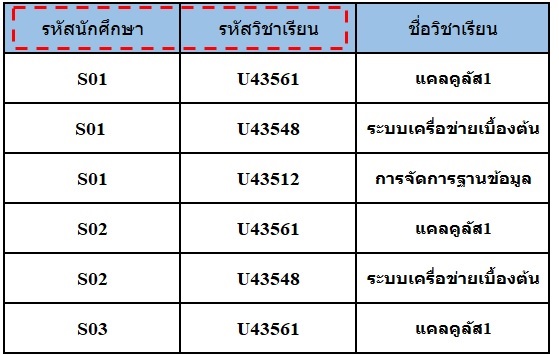 รหัสนักศึกษา รหัสวิชาเรียน ชื่อวิชาเรียน
S01 U43561 แคลคูลัส1
S01 U43548 ระบบเครือข่ายเบื้องต้น
S01 U43512 การจัดการฐานข้อมูล
S02 U43561 แคลคูลัส1
S02 U43548 ระบบเครือข่ายเบื้องต้น
S03 U43561 แคลคูลัส1